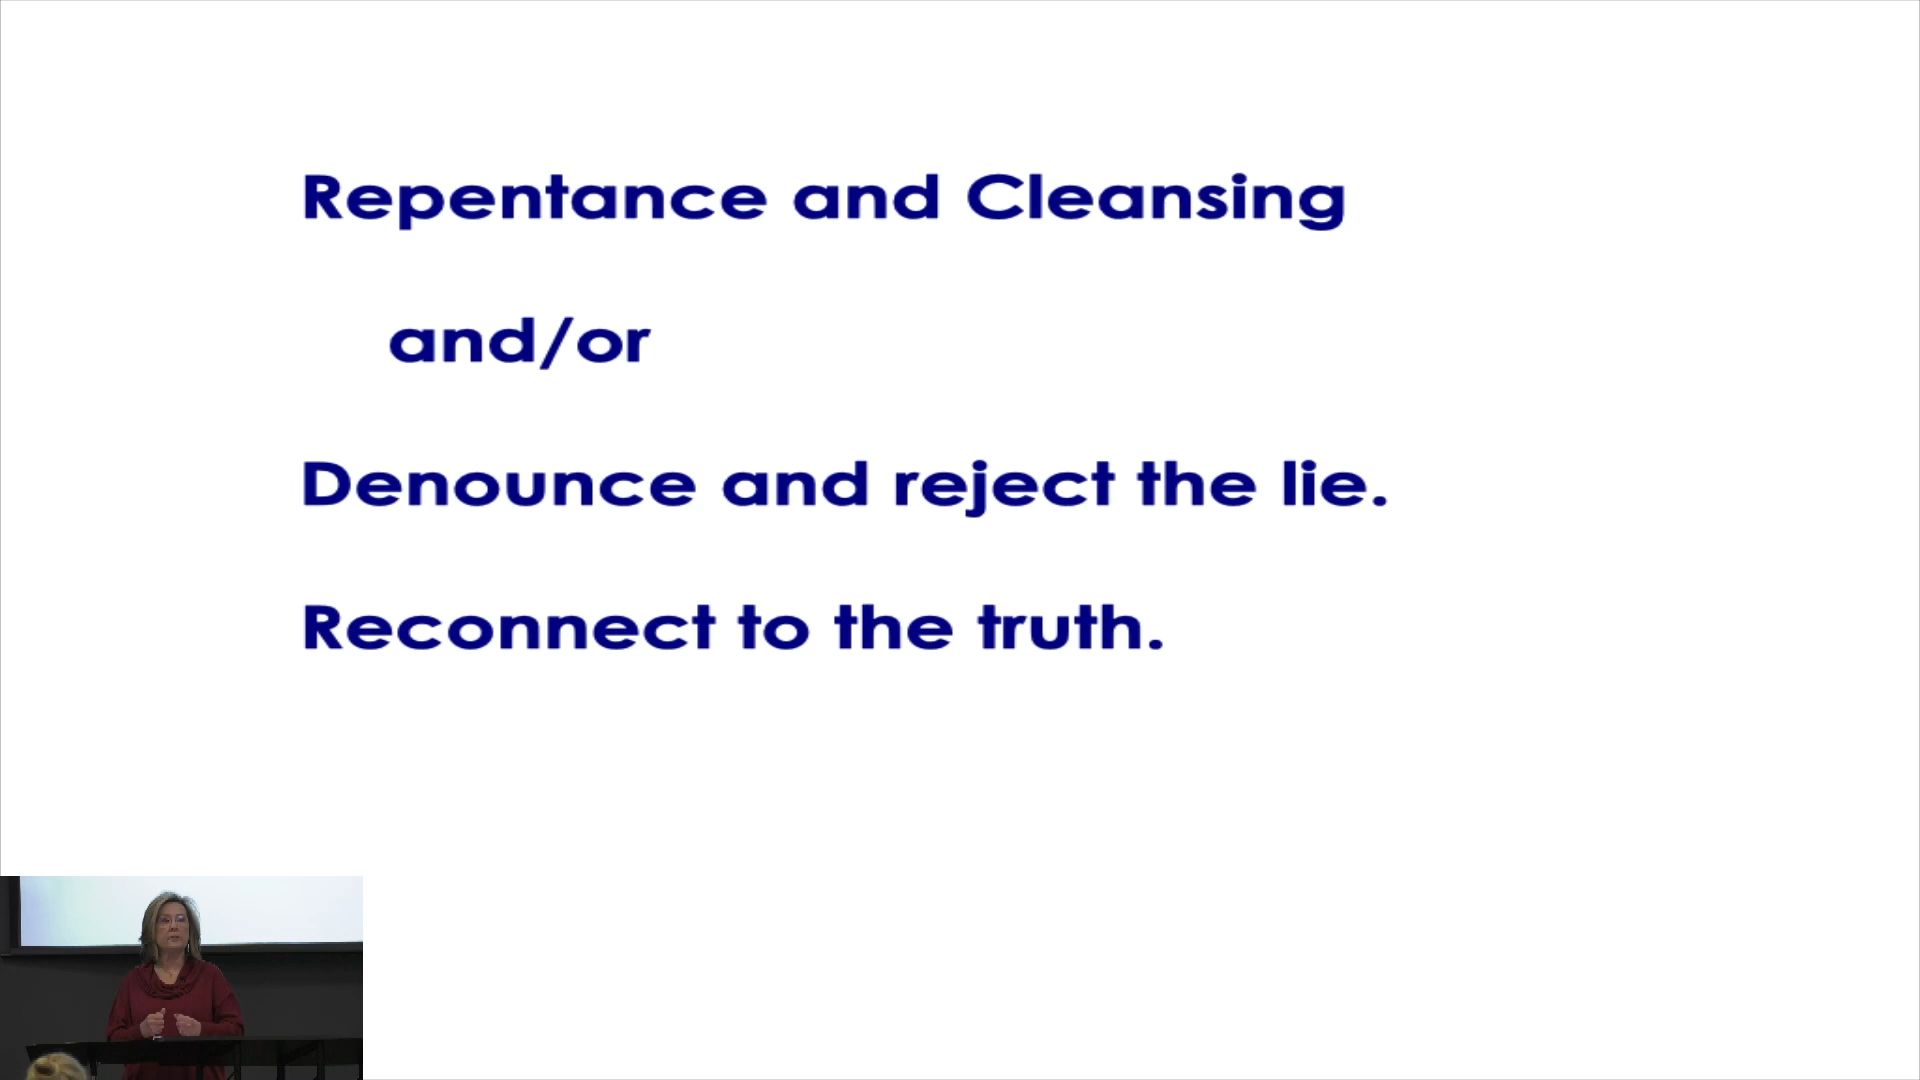 Repentance and Cleansing
and/or
Denounce and reject the lie.
Reconnect to the truth.